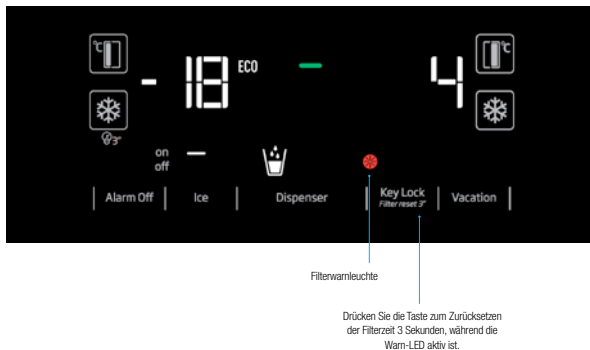 °C
°C
-18
ECO
4
3"
on
off
Alarm Off
Ice
Dispenser
Key Lock
Filter reset 3"
Vacation
Filterwarnleuchte
Drücken Sie die Taste zum Zurücksetzen
der Filterzeit 3 Sekunden, während die
Warn-LED aktiv ist.